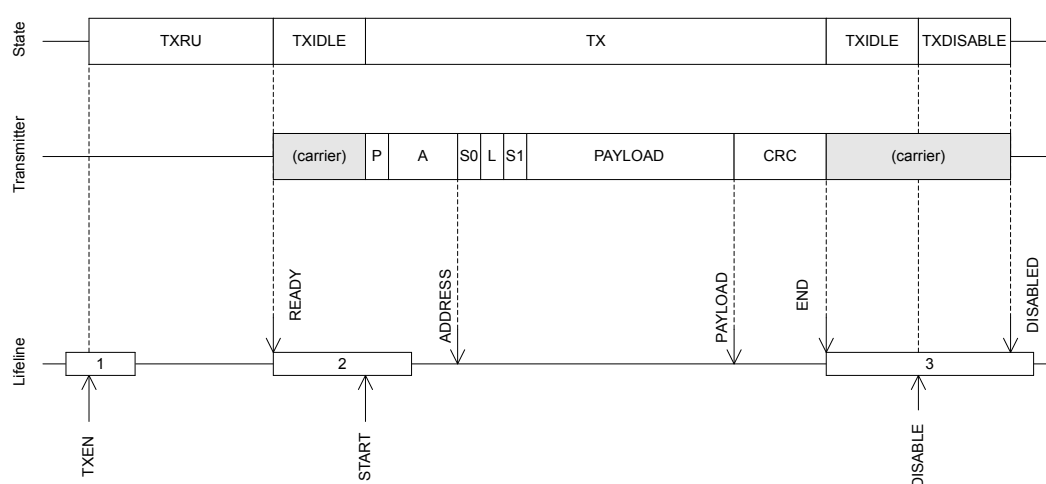 State
TXRU
TXIDLE
TX
TXIDLE
TXDISABLE
Transmitter
(carrier)
P
A
S0
L
S1
PAYLOAD
CRC
(carrier)
READY
ADDRESS
PAYLOAD
END
DISABLED
Lifeline
1
2
3
TXEN
START
DISABLE